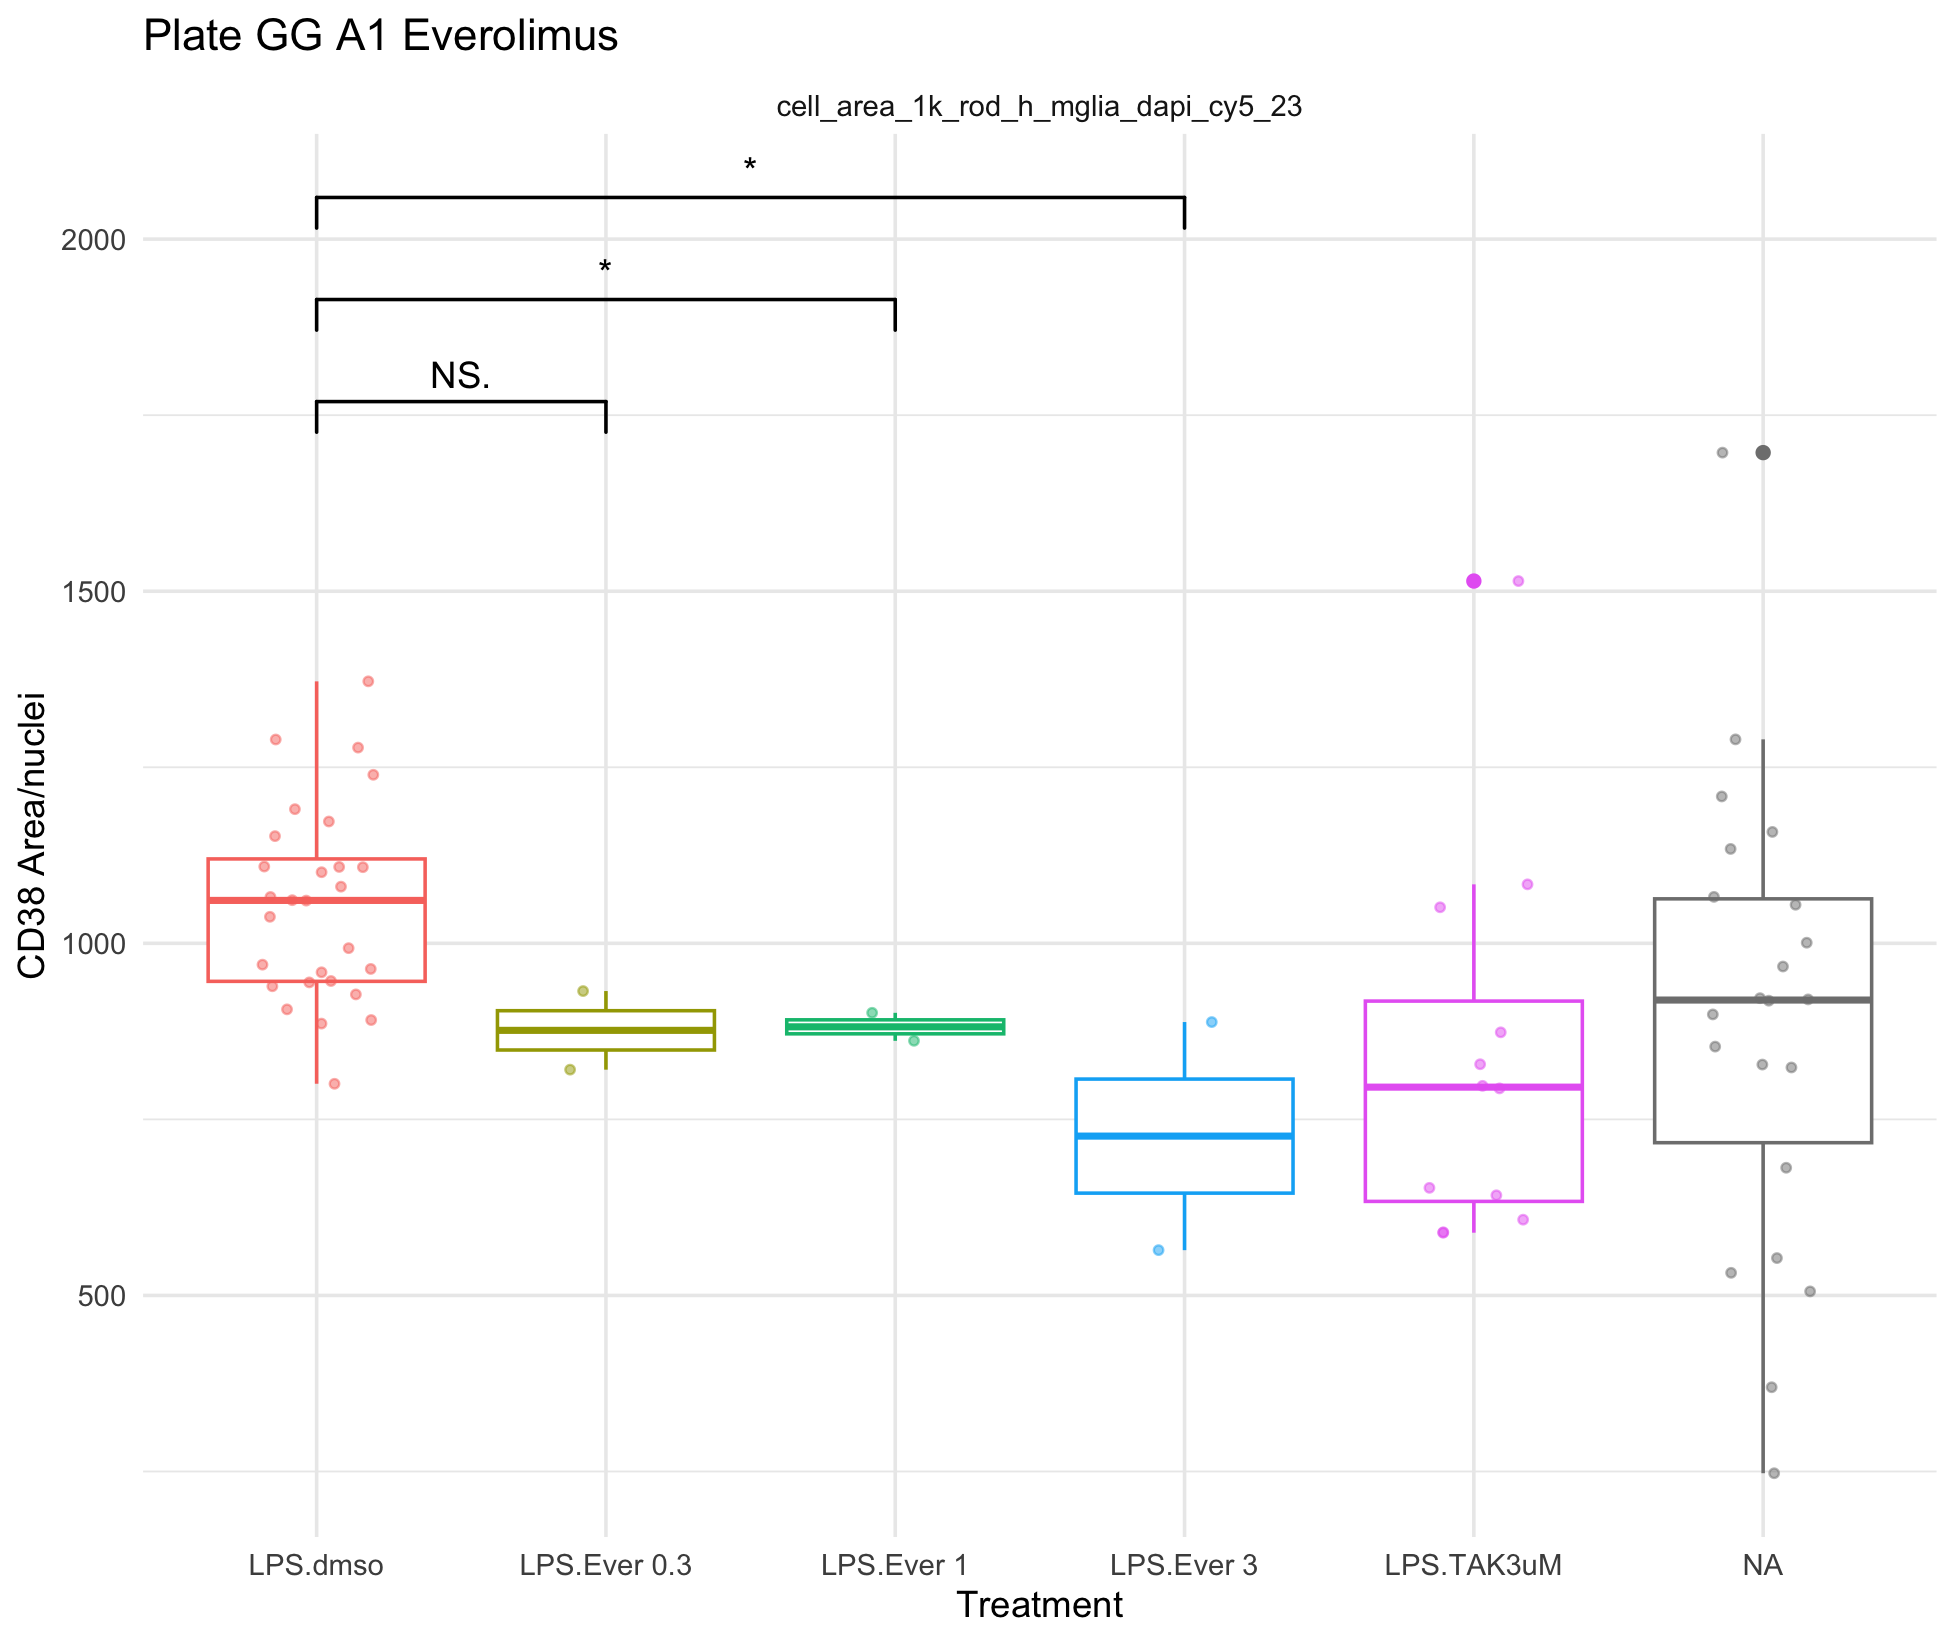 Plate GG A1 Everolimus
cell_area_1k_rod_h_mglia_dapi_cy5_23
*
*
NS.
2000
1500
1000
500
CD38 Area/nuclei
LPS.dmso LPS.Ever 0.3 LPS.Ever 1 LPS.Ever 3 LPS.TAK3uM NA
Treatment